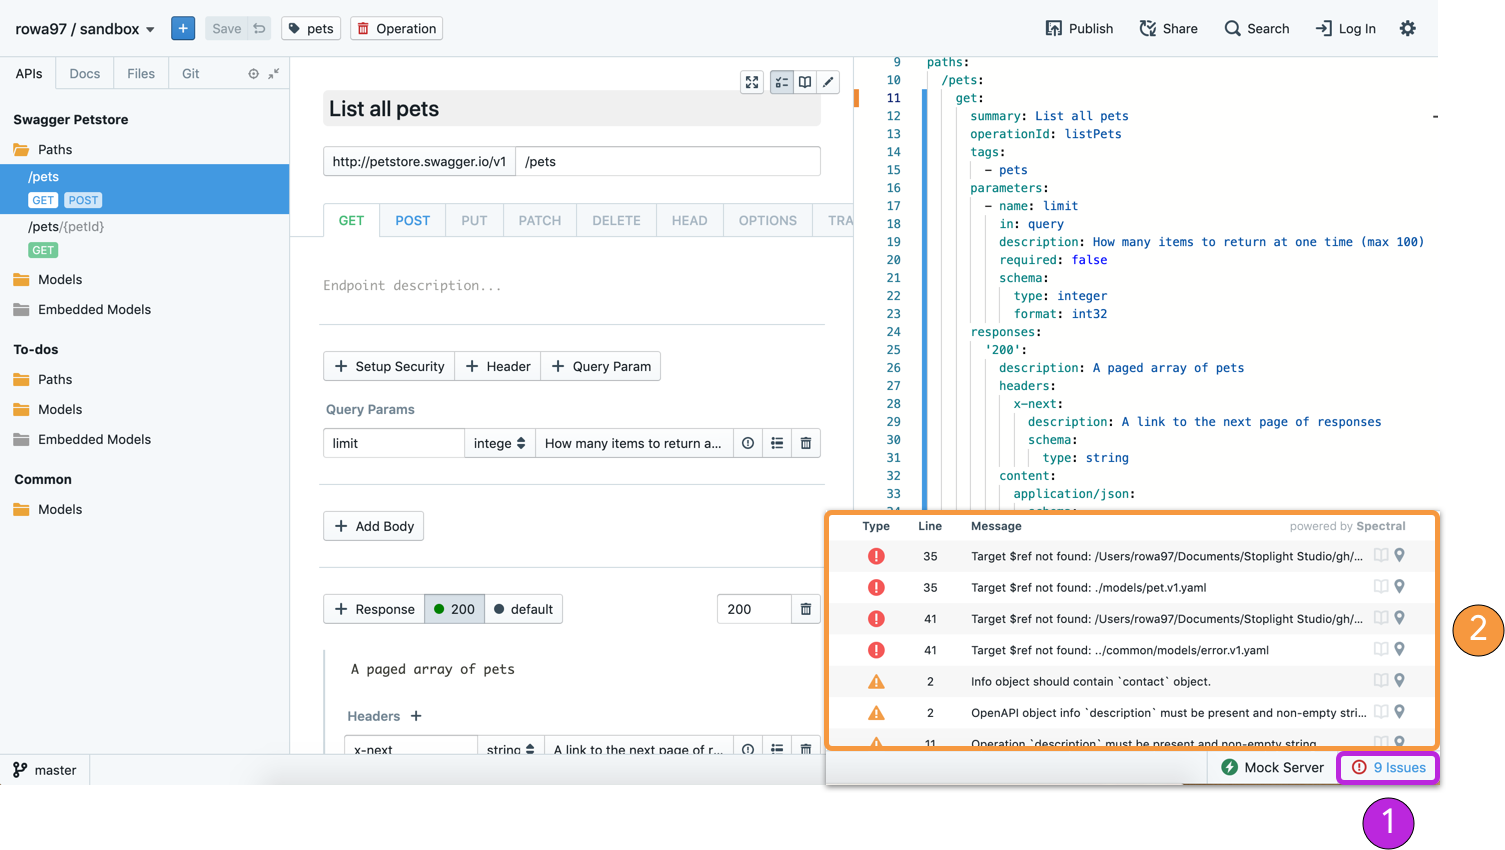 rowa97 / sandbox
Save
pets
Operation
Publish
Share
Search
Log In
APIs
Docs
Files
Git
Swagger Petstore
Paths
/pets
GET
POST
/pets/{petId}
GET
Models
Embedded Models
To-dos
Paths
Models
Embedded Models
Common
Models
master
List all pets
http://petstore.swagger.io/v1
/pets
GET
POST
PUT
PATCH
DELETE
HEAD
OPTIONS
TRA
Endpoint description...
Setup Security
Header
Query Param
Query Params
limit
intege
How many items to return a...
Add Body
Response
200
default
200
A paged array of pets
Headers
x-next
string
A link to the next page of r...
9 paths:
10 /pets:
11 get:
12 summary: List all pets
13 operationId: listPets
14 tags:
15 - pets
16 parameters:
17 - name: limit
18 in: query
19 description: How many items to return at one time (max 100)
20 required: false
21 schema:
22 type: integer
23 format: int32
24 responses:
25 '200':
26 description: A paged array of pets
27 headers:
28 x-next:
29 description: A link to the next page of responses
30 schema:
31 type: string
32 content:
33 application/json:
Type Line Message powered by Spectral
35 Target $ref not found: /Users/rowa97/Documents/Stoplight Studio/gh/...
35 Target $ref not found: ./models/pet.v1.yaml
41 Target $ref not found: /Users/rowa97/Documents/Stoplight Studio/gh/...
41 Target $ref not found: ../common/models/error.v1.yaml
2 Info object should contain `contact` object.
2 OpenAPI object info `description` must be present and non-empty stri...
11 Operation `description` must be present and non-empty string.
Mock Server
9 Issues
2
1